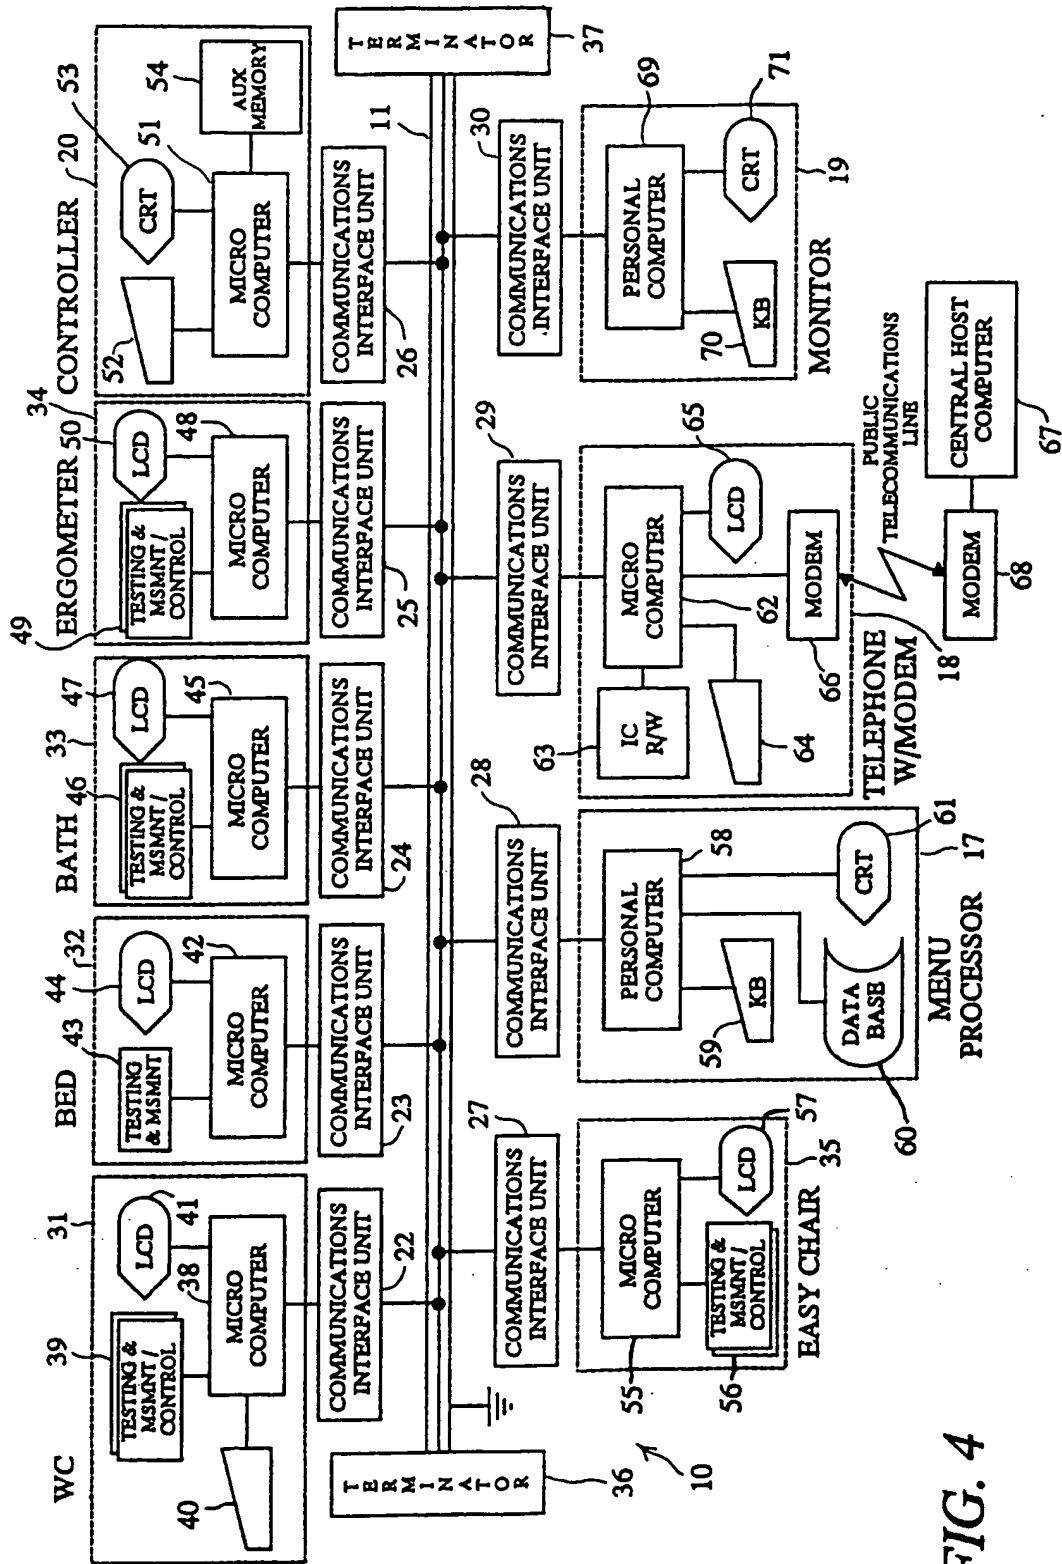 WC
31
39
TESTING &
MSMNT /
CONTROL
LCD
41
38
MICRO
COMPUTER
40
COMMUNICATIONS
INTERFACE UNIT
22
BED
32
44
43
TESTING
& MSMNT
LCD
42
MICRO
COMPUTER
COMMUNICATIONS
INTERFACE UNIT
23
BATH
33
47
46
TESTING &
MSMNT /
CONTROL
LCD
45
MICRO
COMPUTER
COMMUNICATIONS
INTERFACE UNIT
24
ERGOMETER
34
50
49
TESTING &
MSMNT /
CONTROL
LCD
48
MICRO
COMPUTER
COMMUNICATIONS
INTERFACE UNIT
25
CONTROLLER
20
53
52
CRT
54
AUX
MEMORY
51
MICRO
COMPUTER
COMMUNICATIONS
INTERFACE UNIT
26
TERMINATOR
36
11
TERMINATOR
37
10
27
COMMUNICATIONS
INTERFACE UNIT
MICRO
COMPUTER
55
TESTING &
MSMNT /
CONTROL
56
LCD
57
35
EASY CHAIR
28
COMMUNICATIONS
INTERFACE UNIT
PERSONAL
COMPUTER
58
59
KB
DATA
BASE
60
CRT
61
17
MENU
PROCESSOR
29
COMMUNICATIONS
INTERFACE UNIT
63
IC
R/W
MICRO
COMPUTER
62
64
LCD
65
MODEM
66
18
TELEPHONE
W/MODEM
PUBLIC
TELECOMMUNICATIONS
LINE
MODEM
68
CENTRAL HOST
COMPUTER
67
30
COMMUNICATIONS
.INTERFACE UNIT
PERSONAL
COMPUTER
69
70
KB
CRT
71
19
MONITOR
FIG. 4